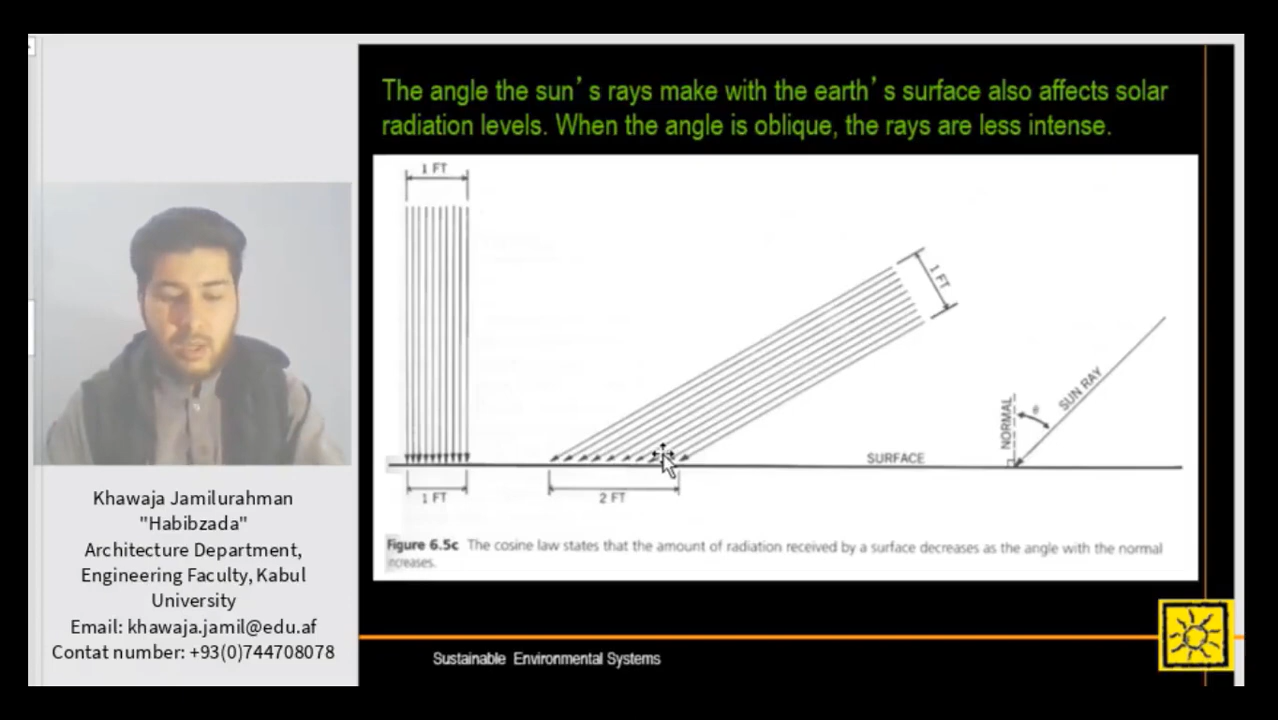 The angle the sun's rays make with the earth's surface also affects solar
radiation levels. When the angle is oblique, the rays are less intense.
1 FT
1 FT
NORMAL
θ
SUN RAY
SURFACE
1 FT
2 FT
Figure 6.5c The cosine law states that the amount of radiation received by a surface decreases as the angle with the normal
ncreases.
Khawaja Jamilurahman
"Habibzada"
Architecture Department,
Engineering Faculty, Kabul
University
Email: khawaja.jamil@edu.af
Contat number: +93(0)744708078
Sustainable Environmental Systems